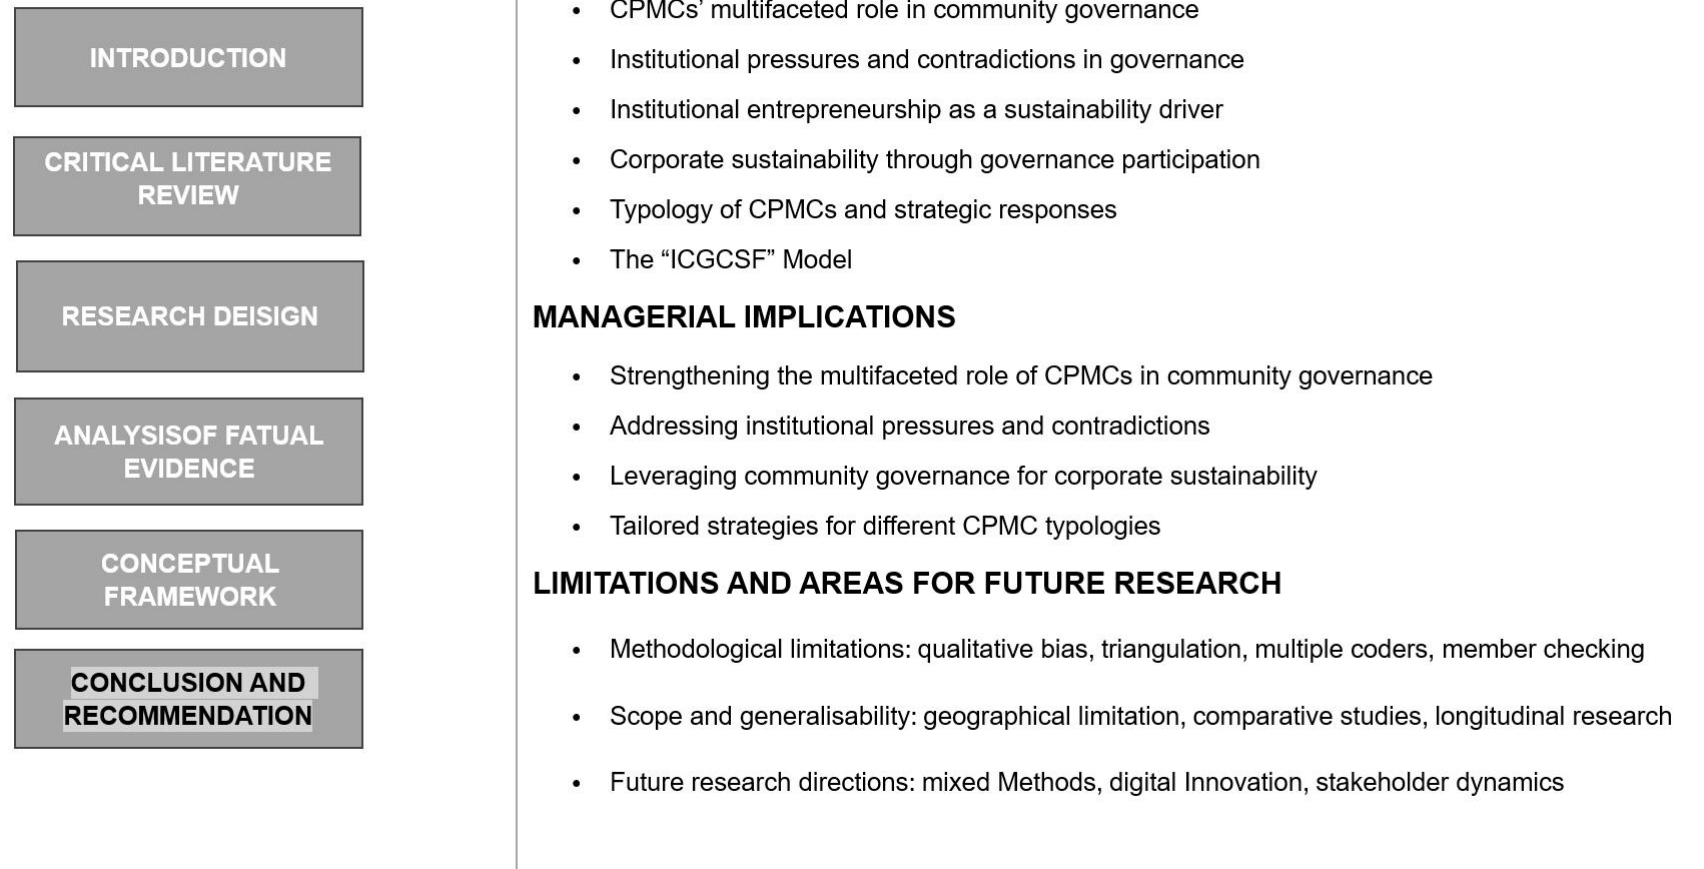 INTRODUCTION
CRITICAL LITERATURE
REVIEW
RESEARCH DEISIGN
ANALYSISOF FATUAL
EVIDENCE
CONCEPTUAL
FRAMEWORK
CONCLUSION AND
RECOMMENDATION
• CPMCs’ multifaceted role in community governance
• Institutional pressures and contradictions in governance
• Institutional entrepreneurship as a sustainability driver
• Corporate sustainability through governance participation
• Typology of CPMCs and strategic responses
• The “ICGCSF” Model
MANAGERIAL IMPLICATIONS
• Strengthening the multifaceted role of CPMCs in community governance
• Addressing institutional pressures and contradictions
• Leveraging community governance for corporate sustainability
• Tailored strategies for different CPMC typologies
LIMITATIONS AND AREAS FOR FUTURE RESEARCH
• Methodological limitations: qualitative bias, triangulation, multiple coders, member checking
• Scope and generalisability: geographical limitation, comparative studies, longitudinal research
• Future research directions: mixed Methods, digital Innovation, stakeholder dynamics